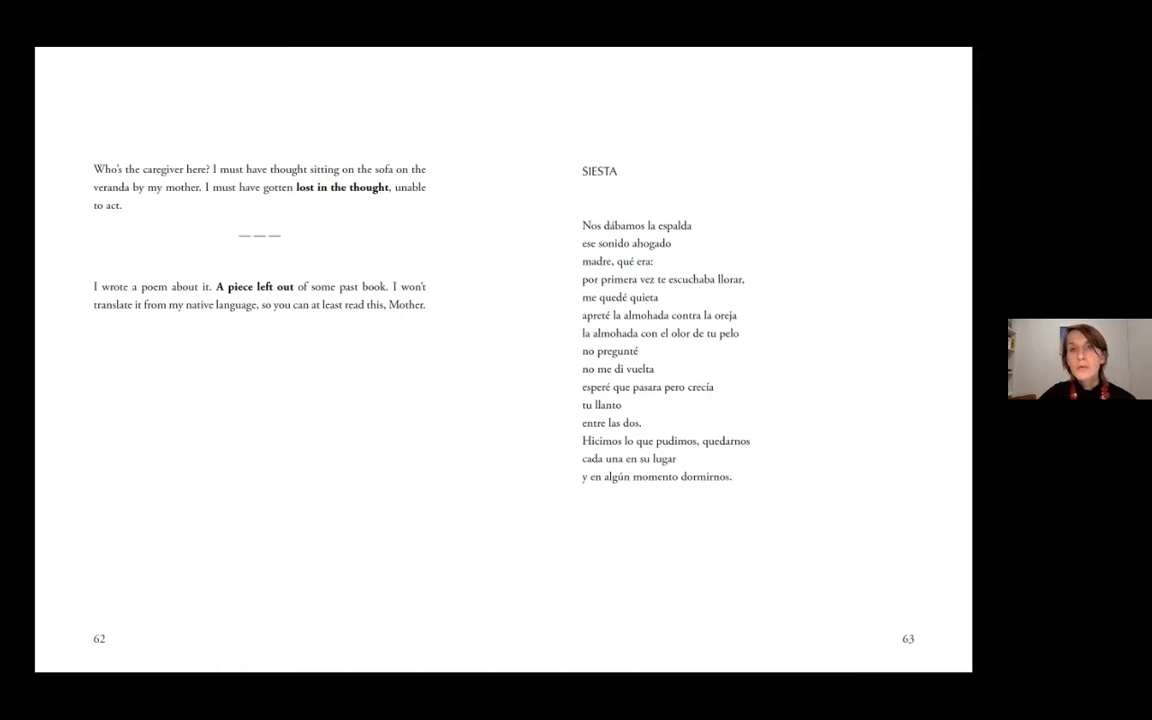 Who's the caregiver here? I must have thought sitting on the sofa on the
veranda by my mother. I must have gotten lost in the thought, unable
to act.
— — —
I wrote a poem about it. A piece left out of some past book. I won't
translate it from my native language, so you can at least read this, Mother.
62
SIESTA
Nos dábamos la espalda
ese sonido ahogado
madre, qué era:
por primera vez te escuchaba llorar,
me quedé quieta
apreté la almohada contra la oreja
la almohada con el olor de tu pelo
no pregunté
no me di vuelta
esperé que pasara pero crecía
tu llanto
entre las dos.
Hicimos lo que pudimos, quedarnos
cada una en su lugar
y en algún momento dormirnos.
63